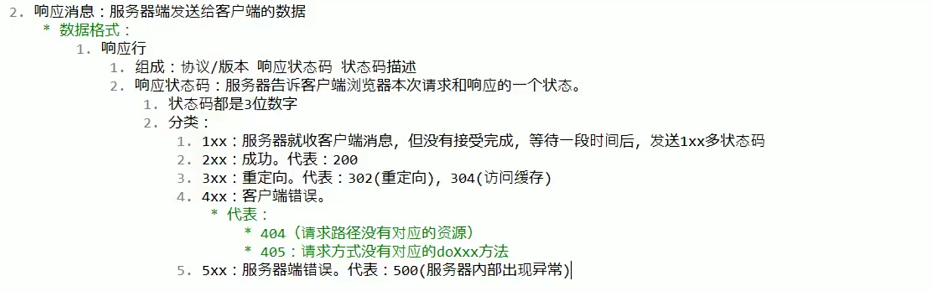 2. 响应消息：服务器端发送给客户端的数据
* 数据格式：
1. 响应行
1. 组成：协议/版本 响应状态码 状态码描述
2. 响应状态码：服务器告诉客户端浏览器本次请求和响应的一个状态。
1. 状态码都是3位数字
2. 分类：
1. 1xx：服务器就收客户端消息，但没有接受完成，等待一段时间后，发送1xx多状态码
2. 2xx：成功。代表：200
3. 3xx：重定向。代表：302(重定向)，304(访问缓存)
4. 4xx：客户端错误。
* 代表：
* 404（请求路径没有对应的资源）
* 405：请求方式没有对应的doXxx方法
5. 5xx：服务器端错误。代表：500(服务器内部出现异常)